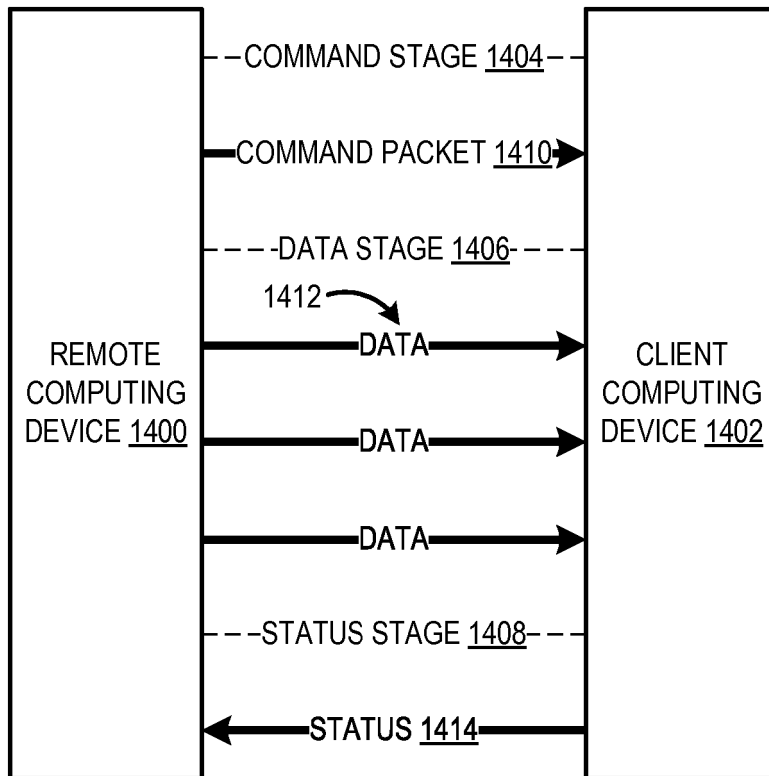 COMMAND STAGE 1404
COMMAND PACKET 1410
DATA STAGE 1406
1412
DATA
REMOTE
COMPUTING
DEVICE 1400
CLIENT
COMPUTING
DEVICE 1402
DATA
DATA
STATUS STAGE 1408
STATUS 1414